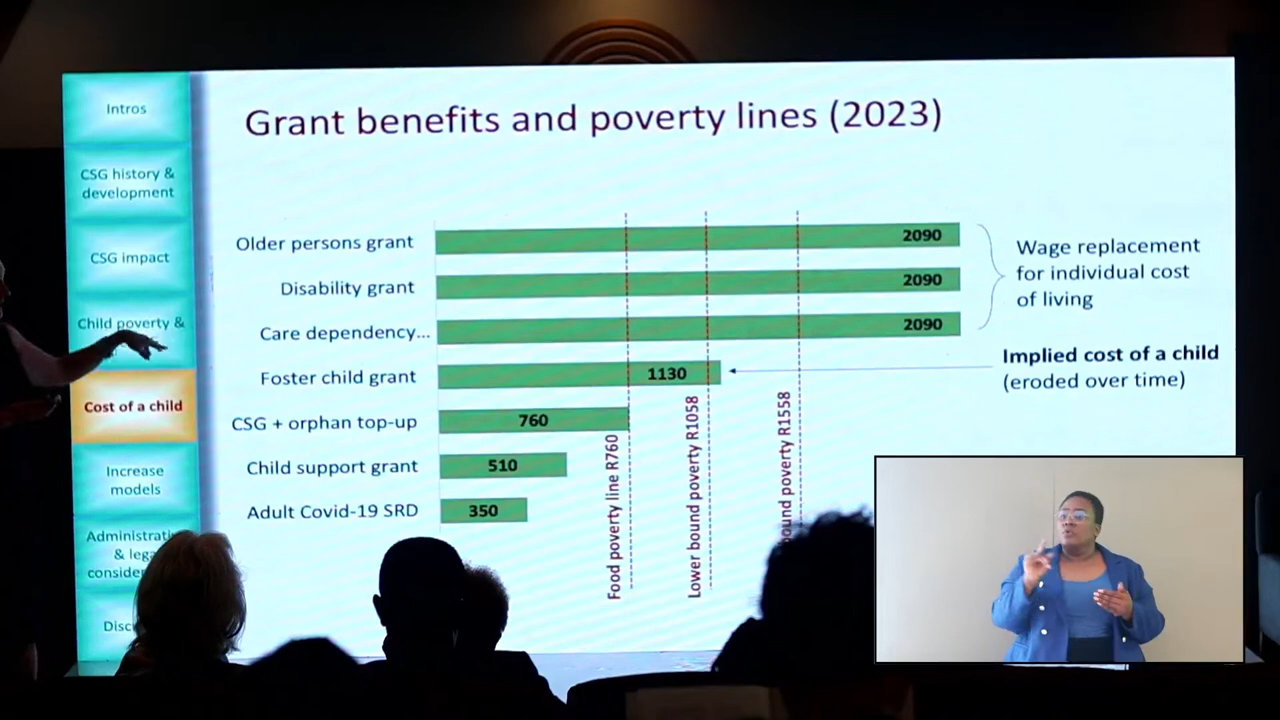 Intros
CSG history &
development
CSG impact
Child poverty &
Cost of a child
Increase
models
& lega
Grant benefits and poverty lines (2023)
Older persons grant
2090
Disability grant
2090
Care dependency...
2090
Foster child grant
1130
CSG + orphan top-up
760
Child support grant
510
Adult Covid-19 SRD
350
Food poverty line R760
Lower bound poverty R1058
poverty R1558
Wage replacement
for individual cost
of living
Implied cost of a child
(eroded over time)